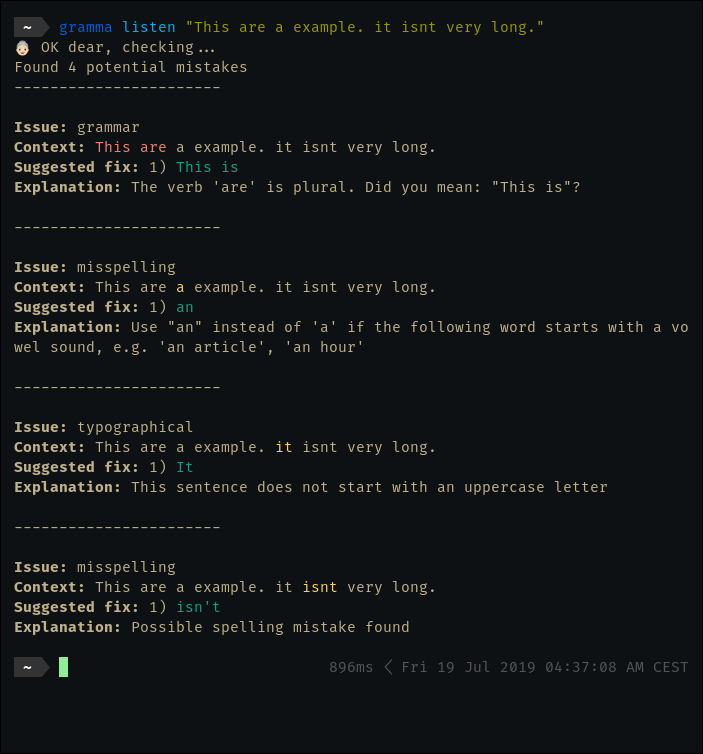 ~ gramma listen "This are a example. it isnt very long."
👵🏻 OK dear, checking...
Found 4 potential mistakes
-----------------------
Issue: grammar
Context: This are a example. it isnt very long.
Suggested fix: 1) This is
Explanation: The verb 'are' is plural. Did you mean: "This is"?
-----------------------
Issue: misspelling
Context: This are a example. it isnt very long.
Suggested fix: 1) an
Explanation: Use "an" instead of 'a' if the following word starts with a vo
wel sound, e.g. 'an article', 'an hour'
-----------------------
Issue: typographical
Context: This are a example. it isnt very long.
Suggested fix: 1) It
Explanation: This sentence does not start with an uppercase letter
-----------------------
Issue: misspelling
Context: This are a example. it isnt very long.
Suggested fix: 1) isn't
Explanation: Possible spelling mistake found
~ 896ms < Fri 19 Jul 2019 04:37:08 AM CEST